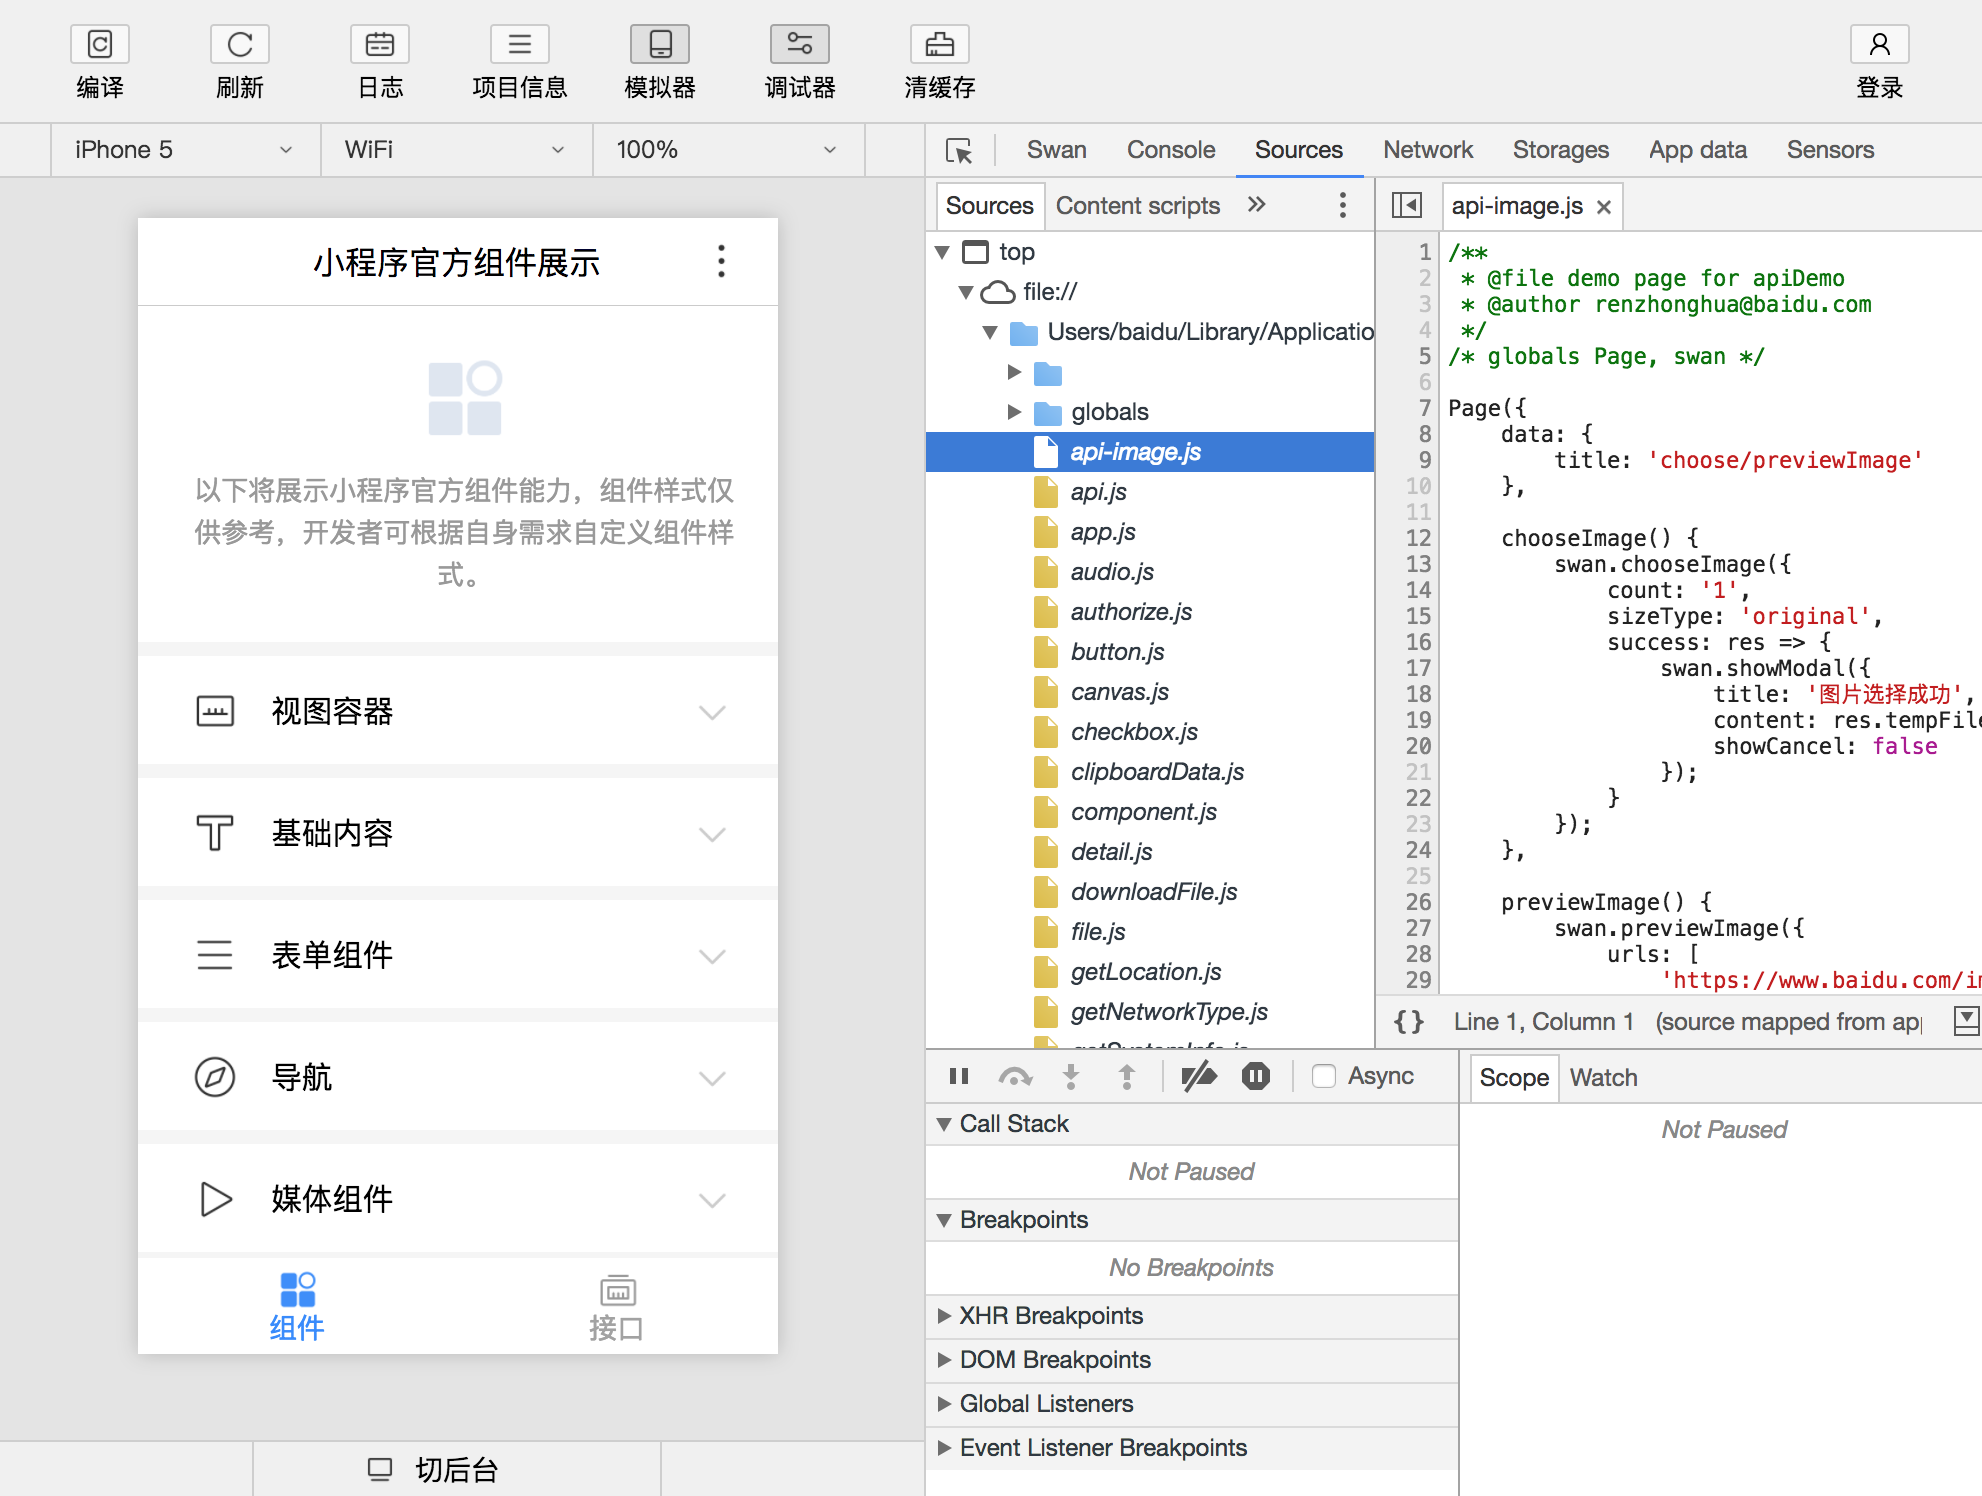 编译 刷新 日志 项目信息 模拟器 调试器 清缓存 登录
iPhone 5 WiFi 100%
Swan Console Sources Network Storages App data Sensors
小程序官方组件展示
以下将展示小程序官方组件能力，组件样式仅
供参考，开发者可根据自身需求自定义组件样
式。
视图容器
基础内容
表单组件
导航
媒体组件
组件 接口
切后台
Sources Content scripts »
top
file://
Users/baidu/Library/Applicatio
globals
api-image.js
api.js
app.js
audio.js
authorize.js
button.js
canvas.js
checkbox.js
clipboardData.js
component.js
detail.js
downloadFile.js
file.js
getLocation.js
getNetworkType.js
api-image.js ×
1 /**
2 * @file demo page for apiDemo
3 * @author renzhonghua@baidu.com
4 */
5 /* globals Page, swan */
6
7 Page({
8 data: {
9 title: 'choose/previewImage'
10 },
11
12 chooseImage() {
13 swan.chooseImage({
14 count: '1',
15 sizeType: 'original',
16 success: res => {
17 swan.showModal({
18 title: '图片选择成功',
19 content: res.tempFile
20 showCancel: false
21 });
22 }
23 });
24 },
25
26 previewImage() {
27 swan.previewImage({
28 urls: [
29 'https://www.baidu.com/im
{} Line 1, Column 1 (source mapped from app
Async
Call Stack
Not Paused
Breakpoints
No Breakpoints
XHR Breakpoints
DOM Breakpoints
Global Listeners
Event Listener Breakpoints
Scope Watch
Not Paused